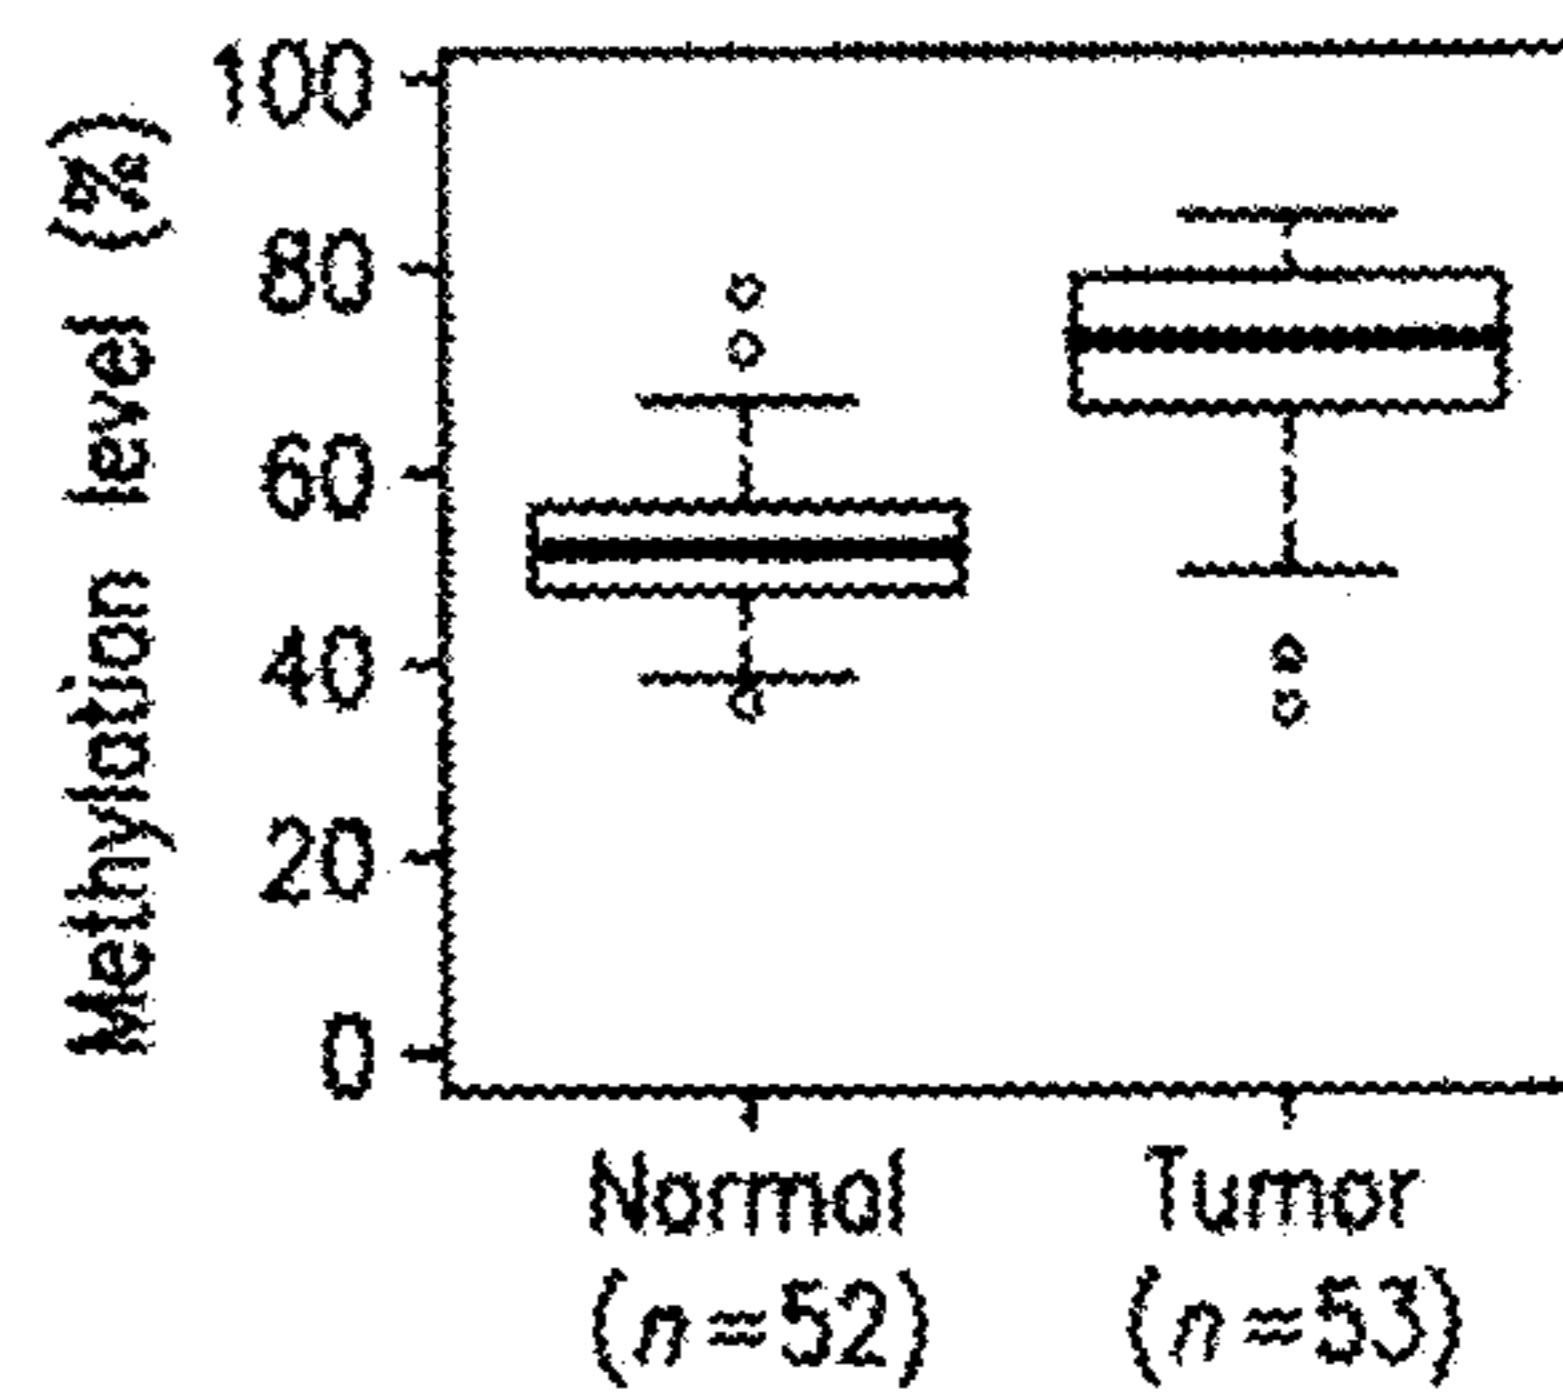 Methylation level (%)
100
80
60
40
20
0
Normal
(n=52)
Tumor
(n=53)